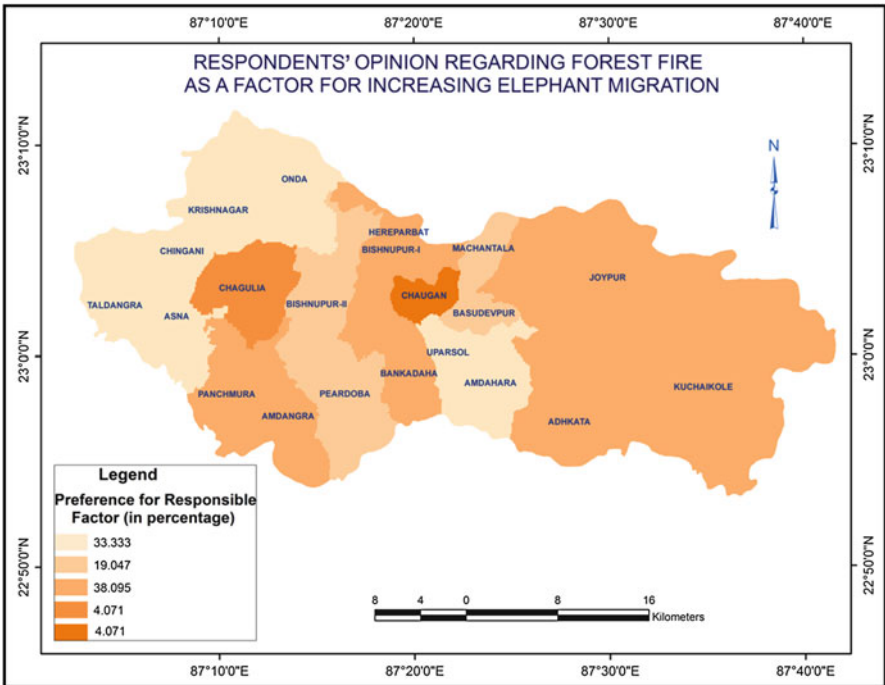 87°10'0"E 87°20'0"E 87°30'0"E 87°40'0"E
RESPONDENTS' OPINION REGARDING FOREST FIRE
AS A FACTOR FOR INCREASING ELEPHANT MIGRATION
23°10'0"N
23°10'0"N
N
ONDA
KRISHNAGAR
HEREPARBAT
CHINGANI
BISHNUPUR-I
MACHANTALA
JOYPUR
CHAGULIA
CHAUGAN
TALDANGRA
BISHNUPUR-II
ASNA
BASUDEVPUR
23°0'0"N
23°0'0"N
UPARSOL
BANKADAHA
AMDAHARA
KUCHAIKOLE
PANCHMURA
PEARDOBA
AMDANGRA
ADHKATA
Legend
Preference for Responsible
Factor (in percentage)
33.333
19.047
38.095
4.071
4.071
22°50'0"N
22°50'0"N
8 4 0 8 16
Kilometers
87°10'0"E 87°20'0"E 87°30'0"E 87°40'0"E